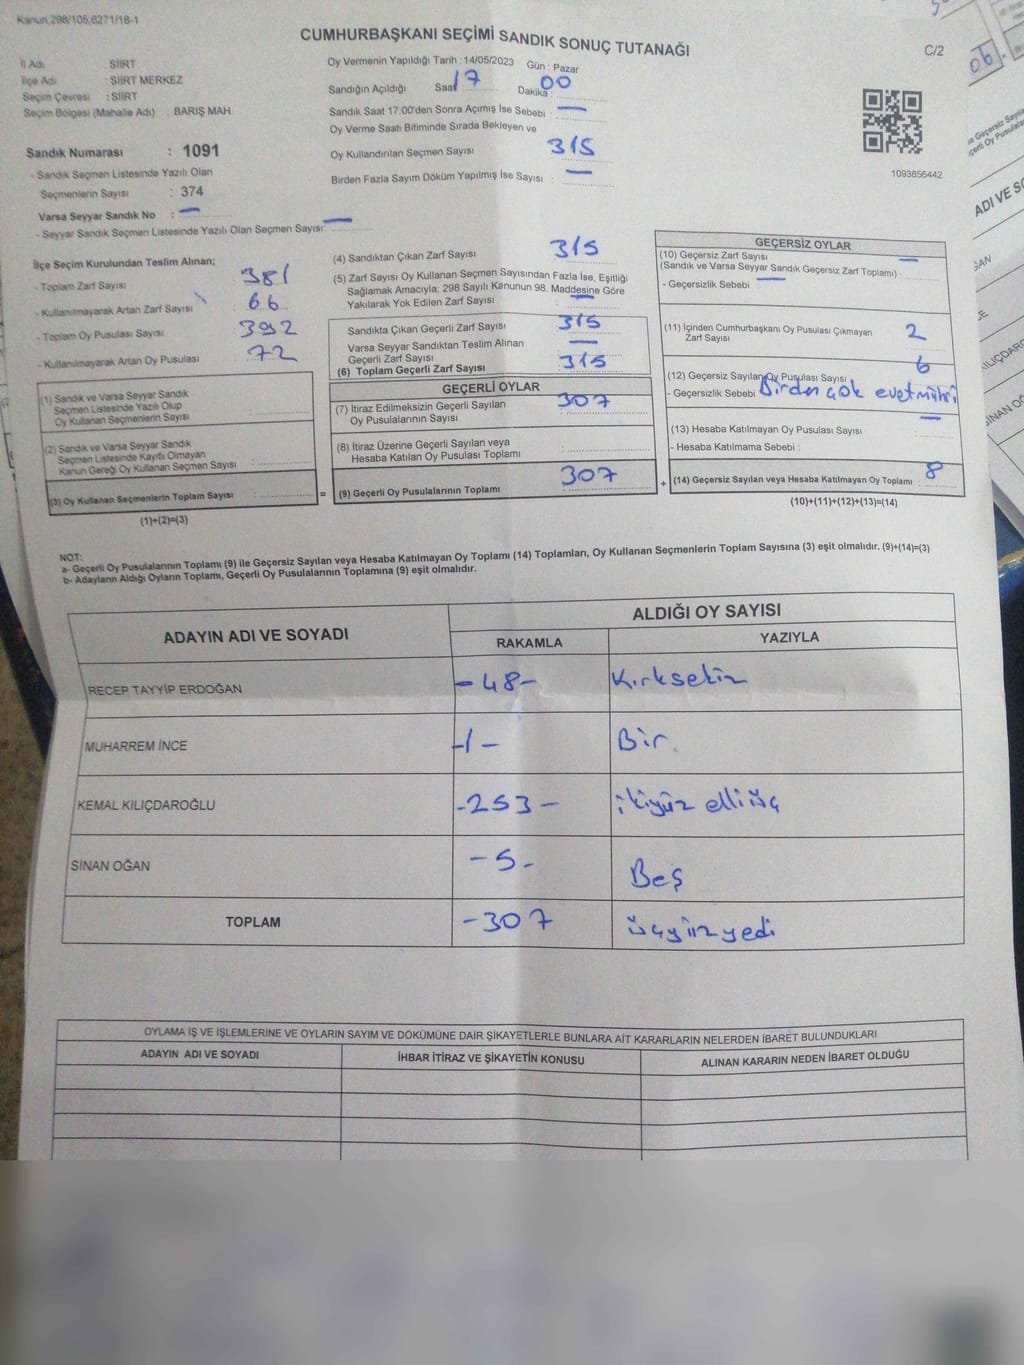 Kanun,298/105,6271/18-1
CUMHURBAŞKANI SEÇİMİ SANDIK SONUÇ TUTANAĞI
C/2
İl Adı : SİİRT
İlçe Adı : SİİRT MERKEZ
Seçim Çevresi : SİİRT
Seçim Bölgesi (Mahalle Adı) : BARIŞ MAH
Sandık Numarası : 1091
- Sandık Seçmen Listesinde Yazılı Olan
Seçmenlerin Sayısı : 374
Varsa Seyyar Sandık No : —
- Seyyar Sandık Seçmen Listesinde Yazılı Olan Seçmen Sayısı: —
Oy Vermenin Yapıldığı Tarih : 14/05/2023 Gün : Pazar
Sandığın Açıldığı Saat 17 Dakika : 00
Sandık Saat 17:00'den Sonra Açımış İse Sebebi : —
Oy Verme Saati Bitiminde Sırada Bekleyen ve
Oy Kullandırılan Seçmen Sayısı 315
Birden Fazla Sayım Döküm Yapılmış İse Sayısı : —
1093856442
İlçe Seçim Kurulundan Teslim Alınan;
- Toplam Zarf Sayısı 381
- Kullanılmayarak Artan Zarf Sayısı : 66
- Toplam Oy Pusulası Sayısı : 392
- Kullanılmayarak Artan Oy Pusulası : 72
(1) Sandık ve Varsa Seyyar Sandık
Seçmen Listesinde Yazılı Olup
Oy Kullanan Seçmenlerin Sayısı :
(2) Sandık ve Varsa Seyyar Sandık
Seçmen Listesinde Kayıtlı Olmayan
Kanun Gereği Oy Kullanan Seçmen Sayısı :
(3) Oy Kullanan Seçmenlerin Toplam Sayısı : =
(1)+(2)=(3)
(4) Sandıktan Çıkan Zarf Sayısı 315
(5) Zarf Sayısı Oy Kullanan Seçmen Sayısından Fazla İse, Eşitliği
Sağlamak Amacıyla; 298 Sayılı Kanunun 98. Maddesine Göre
Yakılarak Yok Edilen Zarf Sayısı : —
Sandıkta Çıkan Geçerli Zarf Sayısı 315
Varsa Seyyar Sandıktan Teslim Alınan
Geçerli Zarf Sayısı —
(6) Toplam Geçerli Zarf Sayısı : 315
GEÇERLİ OYLAR
(7) İtiraz Edilmeksizin Geçerli Sayılan
Oy Pusulalarının Sayısı : 307
(8) İtiraz Üzerine Geçerli Sayılan veya
Hesaba Katılan Oy Pusulası Toplamı :
(9) Geçerli Oy Pusulalarının Toplamı : 307 +
GEÇERSİZ OYLAR
(10) Geçersiz Zarf Sayısı —
(Sandık ve Varsa Seyyar Sandık Geçersiz Zarf Toplamı) :
- Geçersizlik Sebebi : —
(11) İçinden Cumhurbaşkanı Oy Pusulası Çıkmayan
Zarf Sayısı 2
(12) Geçersiz Sayılan Oy Pusulası Sayısı : 6
- Geçersizlik Sebebi Birden çok evet mührü
(13) Hesaba Katılmayan Oy Pusulası Sayısı : —
- Hesaba Katılmama Sebebi :
(14) Geçersiz Sayılan veya Hesaba Katılmayan Oy Toplamı : 8
(10)+(11)+(12)+(13)=(14)
NOT:
a- Geçerli Oy Pusulalarının Toplamı (9) ile Geçersiz Sayılan veya Hesaba Katılmayan Oy Toplamı (14) Toplamları, Oy Kullanan Seçmenlerin Toplam Sayısına (3) eşit olmalıdır. (9)+(14)=(3)
b- Adayların Aldığı Oyların Toplamı, Geçerli Oy Pusulalarının Toplamına (9) eşit olmalıdır.
ADAYIN ADI VE SOYADI
ALDIĞI OY SAYISI
RAKAMLA YAZIYLA
RECEP TAYYİP ERDOĞAN -48- Kırksekiz
MUHARREM İNCE -1- Bir.
KEMAL KILIÇDAROĞLU -253- ikiyüz elliüç
SİNAN OĞAN -5- Beş
TOPLAM -307 üçyüzyedi
OYLAMA İŞ VE İŞLEMLERİNE VE OYLARIN SAYIM VE DÖKÜMÜNE DAİR ŞİKAYETLERLE BUNLARA AİT KARARLARIN NELERDEN İBARET BULUNDUKLARI
ADAYIN ADI VE SOYADI İHBAR İTİRAZ VE ŞİKAYETİN KONUSU ALINAN KARARIN NEDEN İBARET OLDUĞU